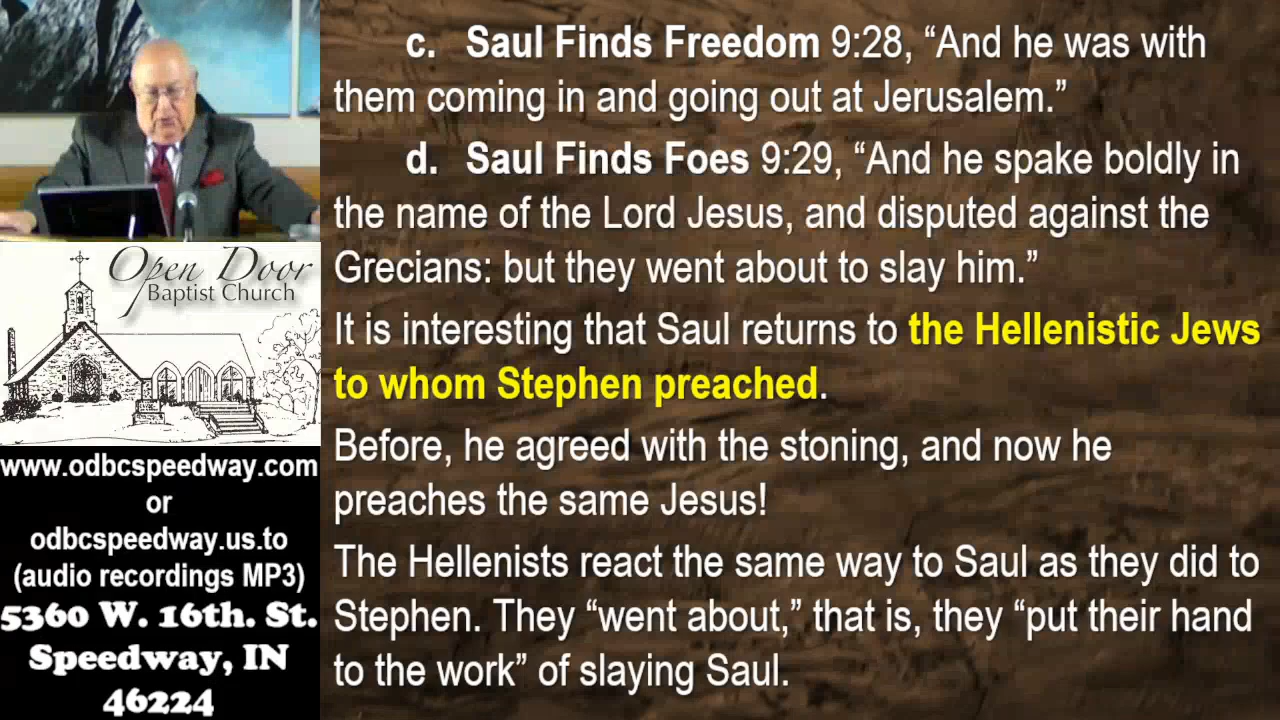 Open Door
Baptist Church
www.odbcspeedway.com
or
odbcspeedway.us.to
(audio recordings MP3)
5360 W. 16th. St.
Speedway, IN
46224
c. Saul Finds Freedom 9:28, “And he was with
them coming in and going out at Jerusalem.”
d. Saul Finds Foes 9:29, “And he spake boldly in
the name of the Lord Jesus, and disputed against the
Grecians: but they went about to slay him.”
It is interesting that Saul returns to the Hellenistic Jews
to whom Stephen preached.
Before, he agreed with the stoning, and now he
preaches the same Jesus!
The Hellenists react the same way to Saul as they did to
Stephen. They “went about,” that is, they “put their hand
to the work” of slaying Saul.